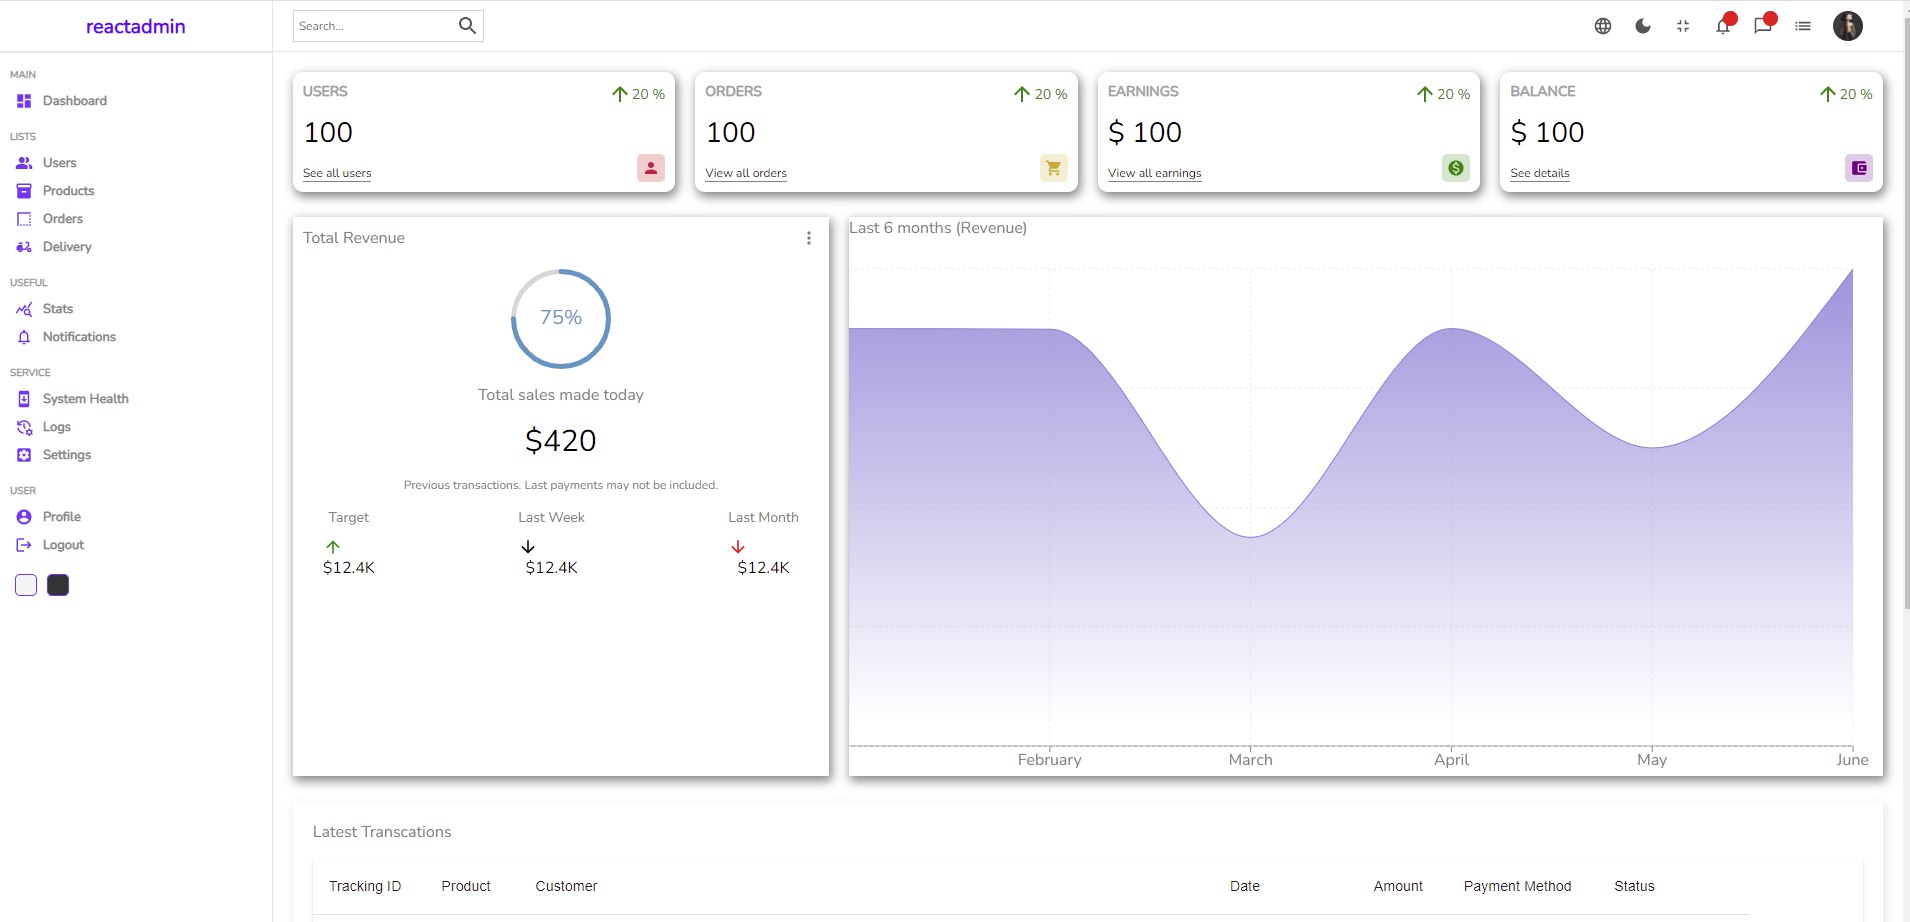 reactadmin
Search...
MAIN
Dashboard
LISTS
Users
Products
Orders
Delivery
USEFUL
Stats
Notifications
SERVICE
System Health
Logs
Settings
USER
Profile
Logout
USERS
20 %
100
See all users
ORDERS
20 %
100
View all orders
EARNINGS
20 %
$ 100
View all earnings
BALANCE
20 %
$ 100
See details
Total Revenue
75%
Total sales made today
$420
Previous transactions. Last payments may not be included.
Target
Last Week
Last Month
$12.4K
$12.4K
$12.4K
Last 6 months (Revenue)
February
March
April
May
June
Latest Transcations
Tracking ID
Product
Customer
Date
Amount
Payment Method
Status